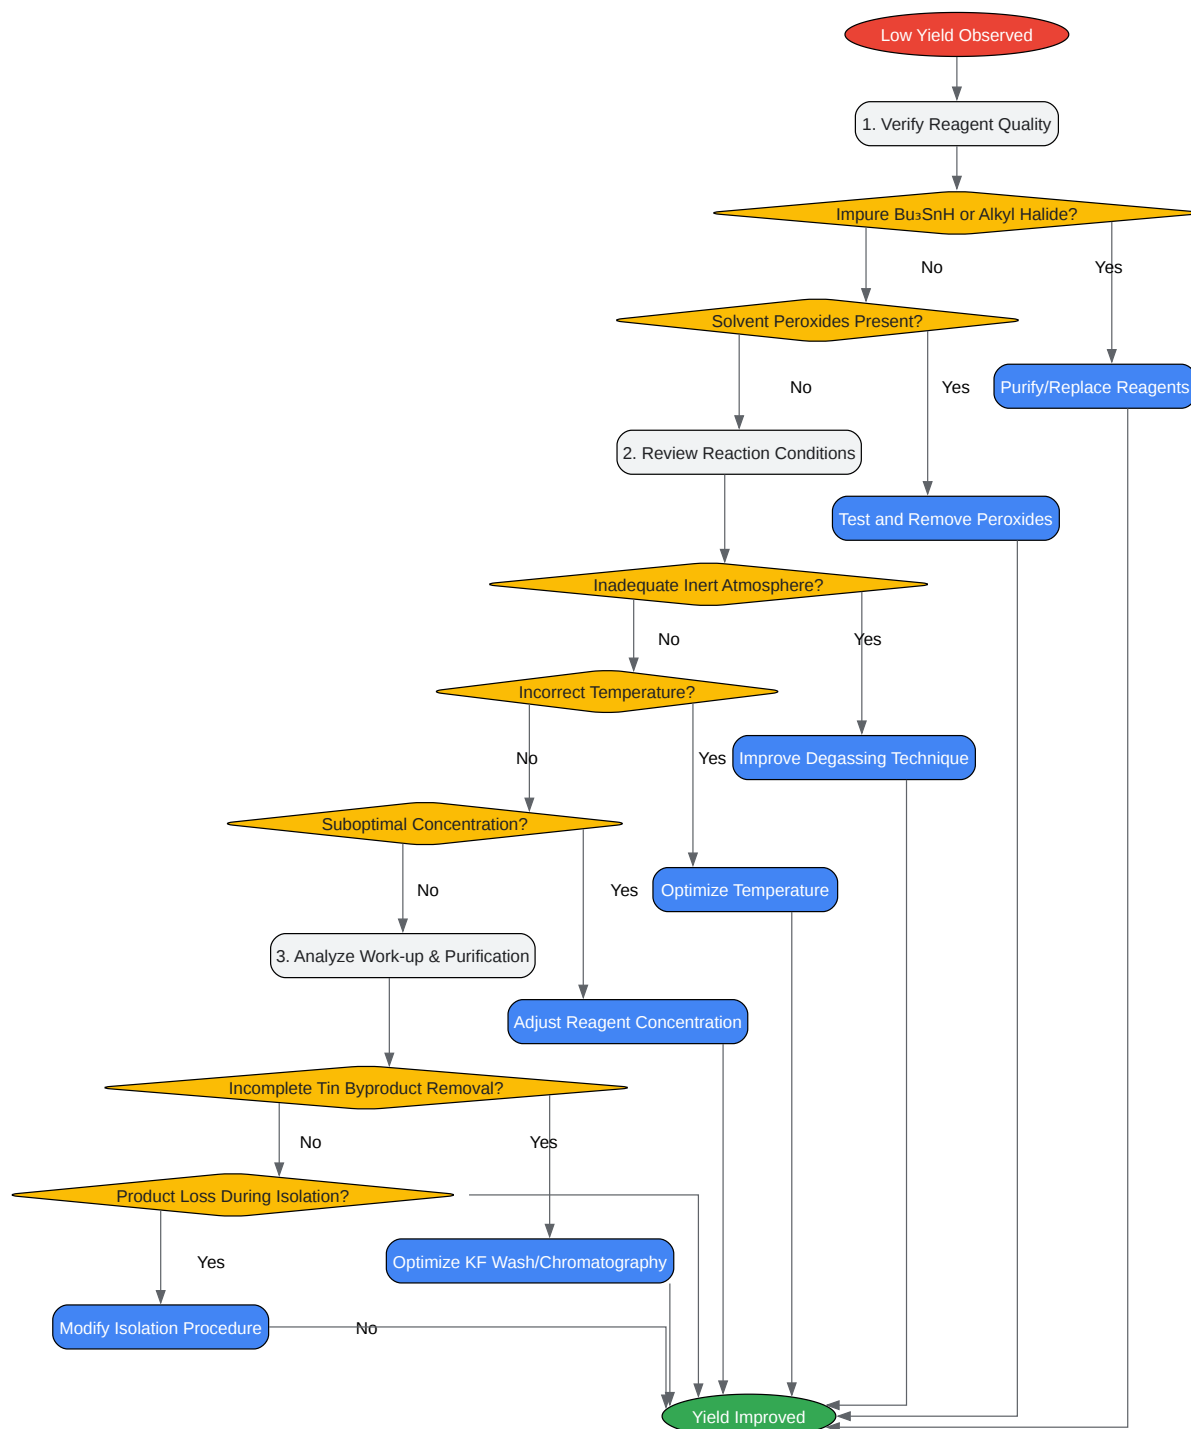 Low Yield Observed
1. Verify Reagent Quality
Impure Bu₃SnH or Alkyl Halide?
No
Yes
Solvent Peroxides Present?
No
Yes
Purify/Replace Reagents
2. Review Reaction Conditions
Test and Remove Peroxides
Inadequate Inert Atmosphere?
No
Yes
Incorrect Temperature?
No
Yes
Improve Degassing Technique
Suboptimal Concentration?
No
Yes
Optimize Temperature
3. Analyze Work-up & Purification
Adjust Reagent Concentration
Incomplete Tin Byproduct Removal?
No
Yes
Product Loss During Isolation?
Yes
Optimize KF Wash/Chromatography
Modify Isolation Procedure
No
Yield Improved